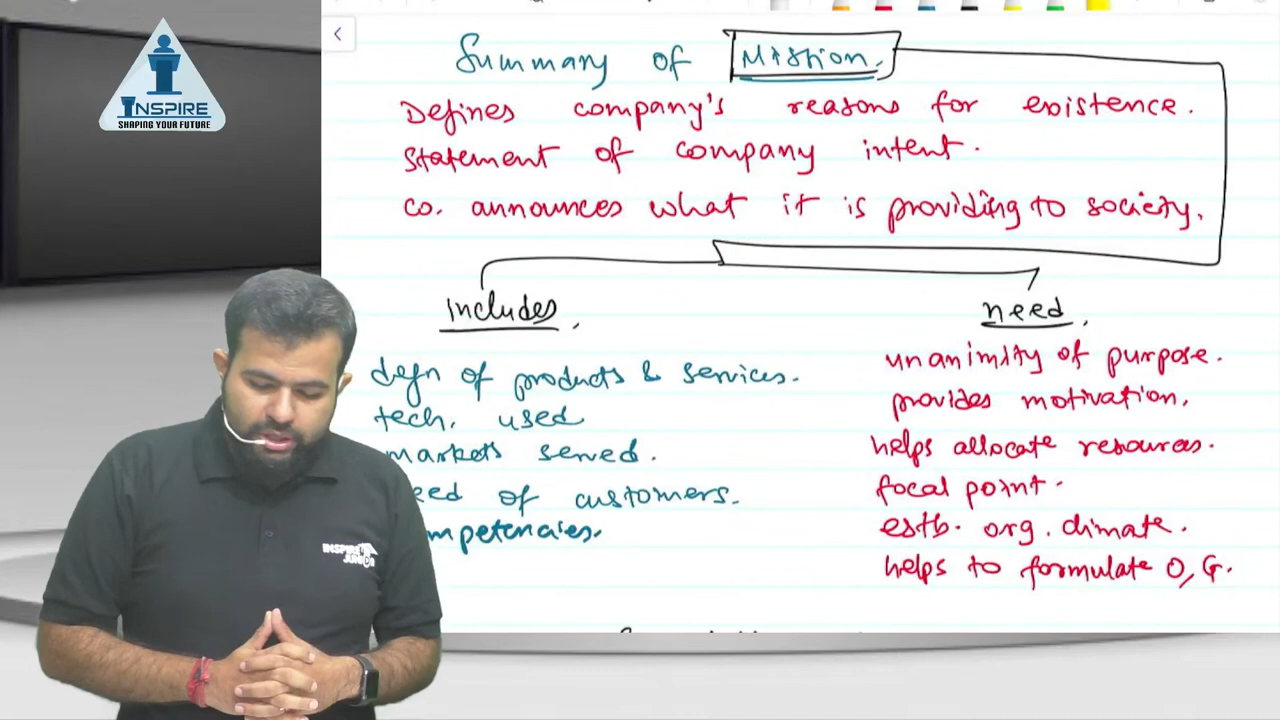 INSPIRE
SHAPING YOUR FUTURE
Summary of Mission.
Defines company's reasons for existence.
Statement of company intent.
co. announces what it is providing to society.
includes.
need.
defn of products & services.
tech. used
markets served.
eed of customers.
mpetencies.
unanimity of purpose.
provides motivation.
helps allocate resources.
focal point.
estb. org. climate.
helps to formulate O, G.
INSPIRE
JUNIOR